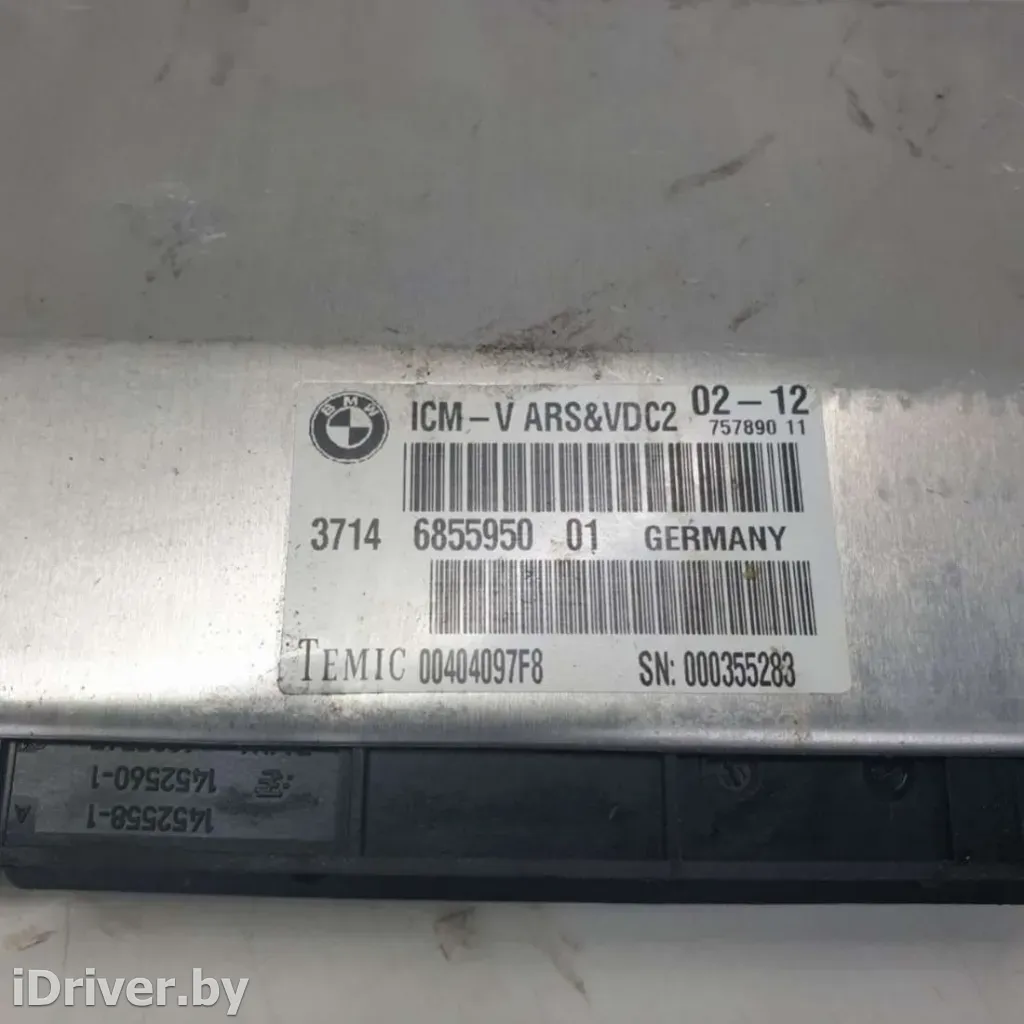 BMW
ICM-V ARS&VDC2 02-12
757890 11
3714 6855950 01 GERMANY
TEMIC 00404097F8 SN: 000355283
1452560-1
1452558-1
A
iDriver.by